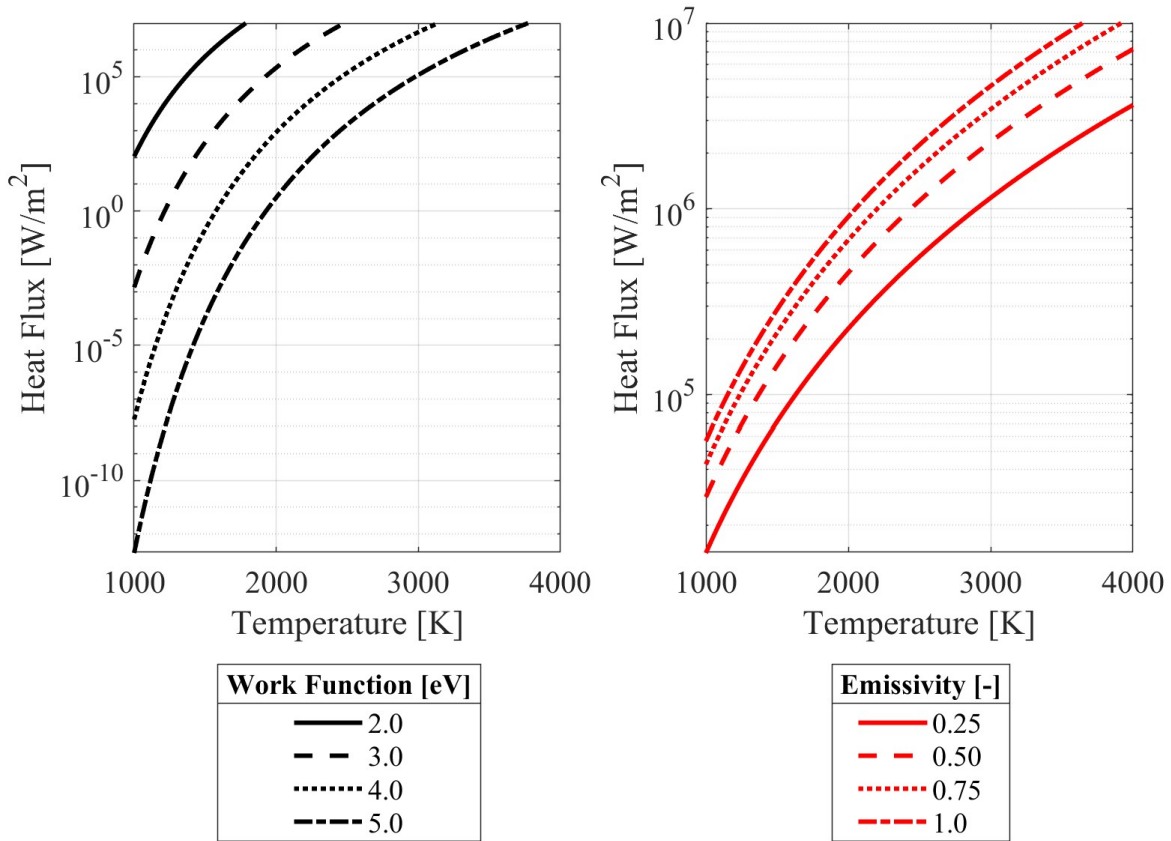 10^5
10^0
10^-5
10^-10
Heat Flux [W/m^2]
1000 2000 3000 4000
Temperature [K]
Work Function [eV]
2.0
3.0
4.0
5.0
10^7
10^6
10^5
Heat Flux [W/m^2]
1000 2000 3000 4000
Temperature [K]
Emissivity [-]
0.25
0.50
0.75
1.0